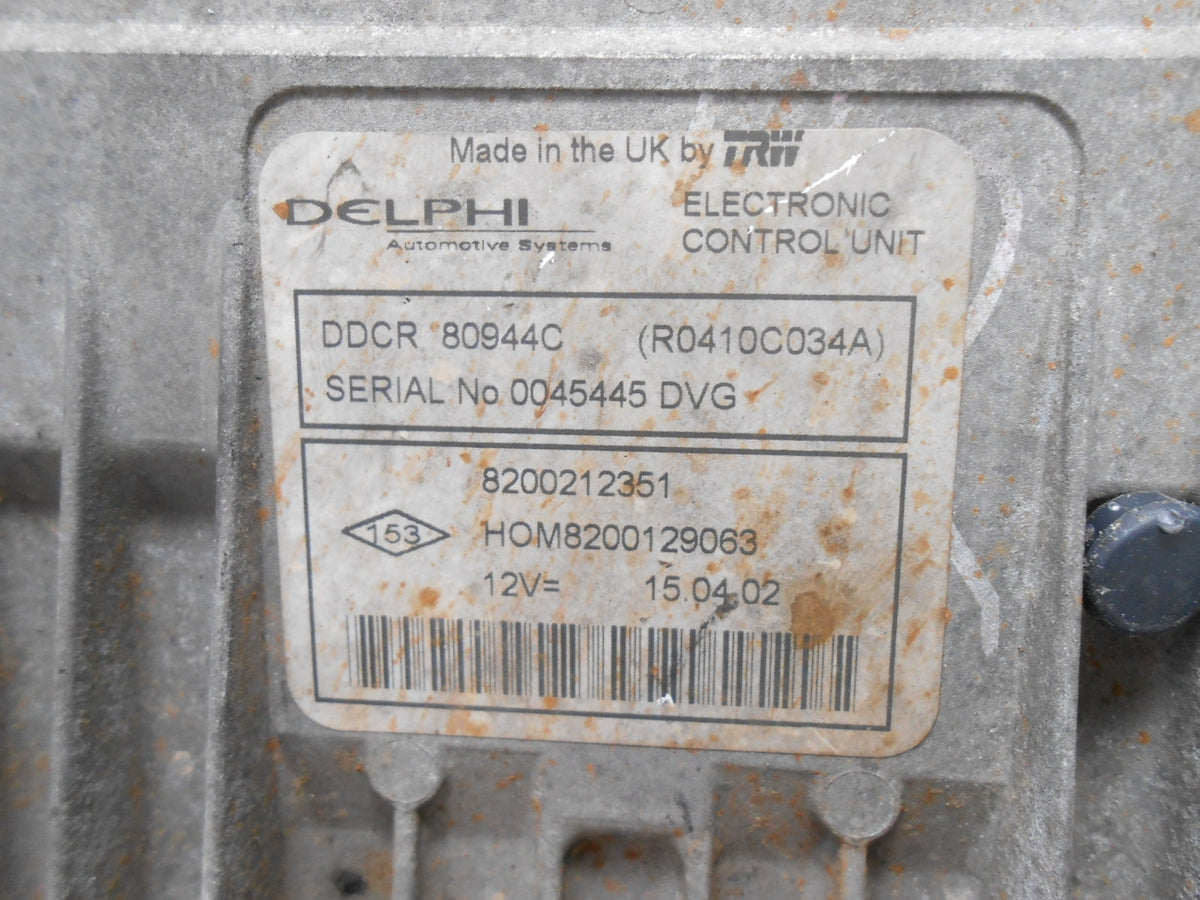 Made in the UK by TRW
DELPHI
Automotive Systems
ELECTRONIC
CONTROL UNIT
DDCR 80944C (R0410C034A)
SERIAL No 0045445 DVG
8200212351
153 HOM8200129063
12V= 15.04.02